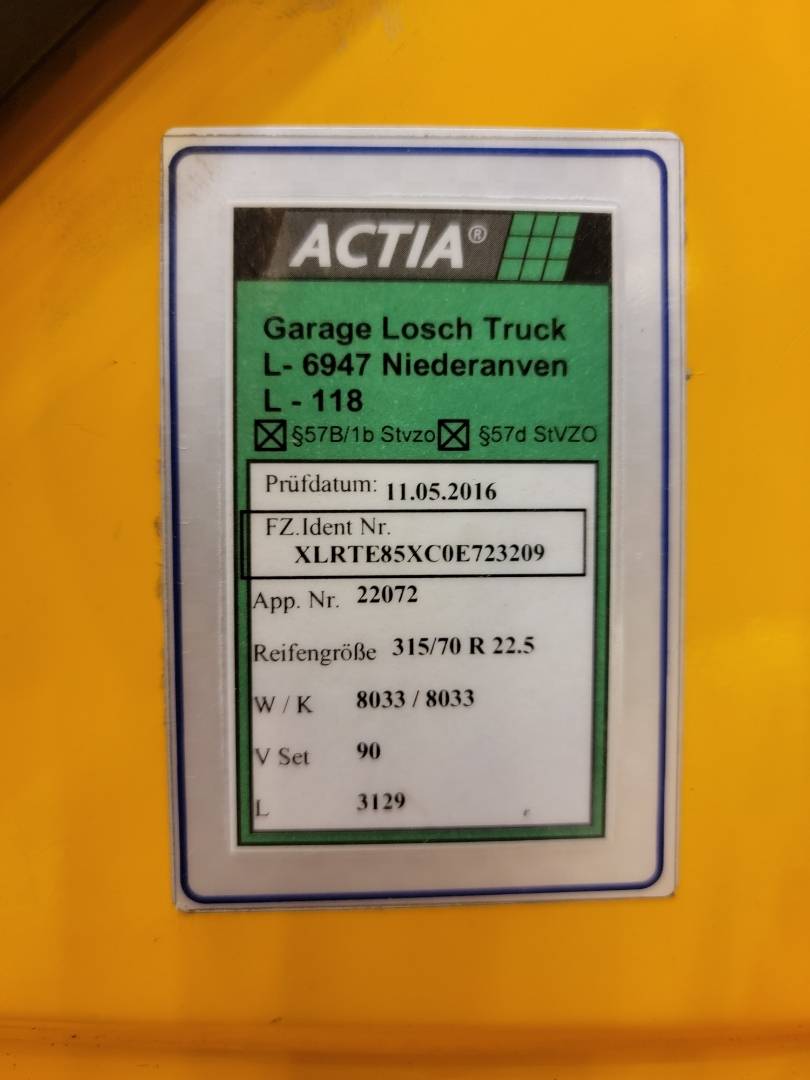 ACTIA®
Garage Losch Truck
L- 6947 Niederanven
L - 118
☒ §57B/1b Stvzo ☒ §57d StVZO
Prüfdatum: 11.05.2016
FZ.Ident Nr.
XLRTE85XC0E723209
App. Nr. 22072
Reifengröße 315/70 R 22.5
W / K 8033 / 8033
V Set 90
L 3129